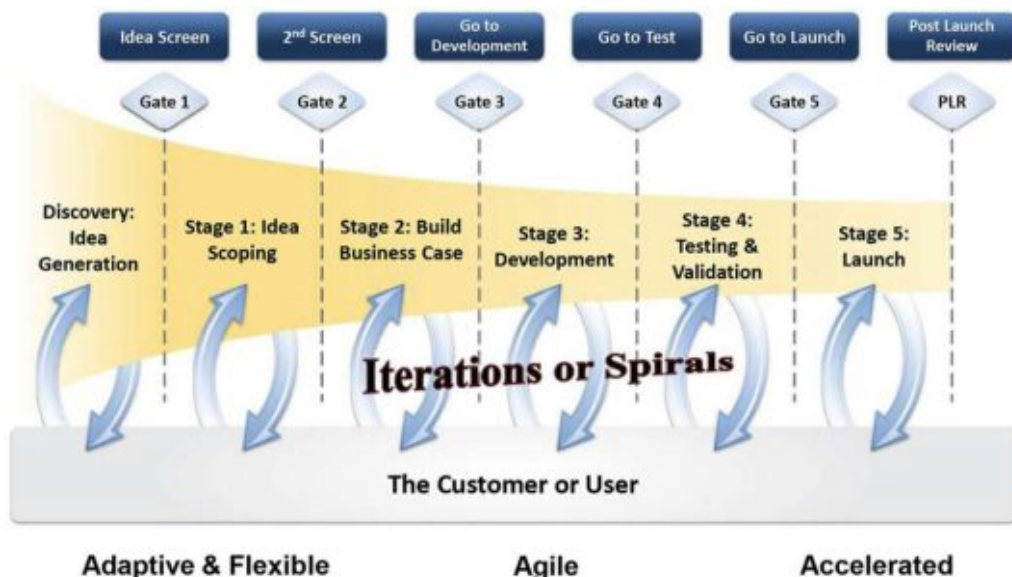 Idea Screen
2nd Screen
Go to
Development
Go to Test
Go to Launch
Post Launch
Review
Gate 1
Gate 2
Gate 3
Gate 4
Gate 5
PLR
Discovery:
Idea
Generation
Stage 1: Idea
Scoping
Stage 2: Build
Business Case
Stage 3:
Development
Stage 4:
Testing &
Validation
Stage 5:
Launch
Iterations or Spirals
The Customer or User
Adaptive & Flexible
Agile
Accelerated